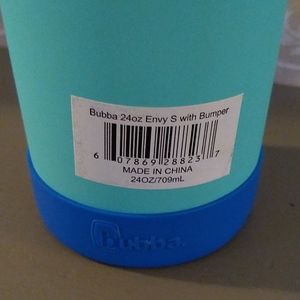 Bubba 24oz Envy S with Bumper
6 07869 28823 7
MADE IN CHINA
24OZ/709mL
bubba